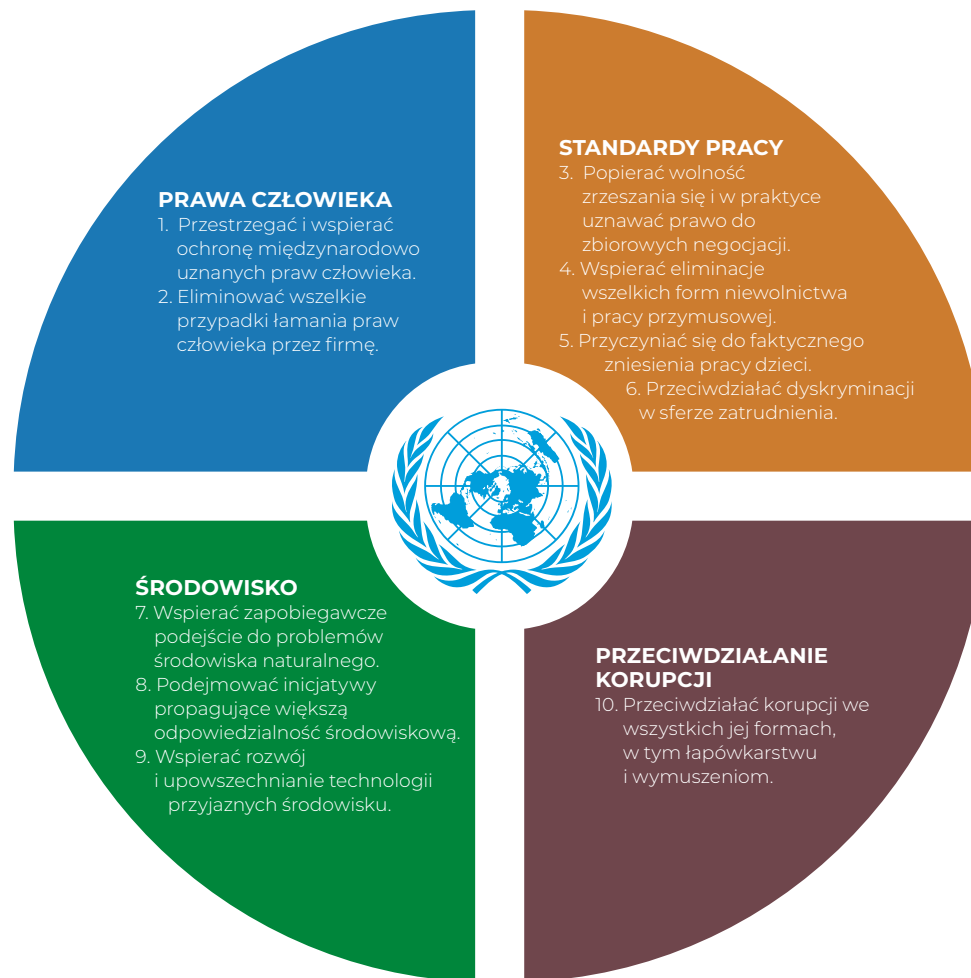 PRAWA CZŁOWIEKA
1. Przestrzegać i wspierać
ochronę międzynarodowo
uznanych praw człowieka.
2. Eliminować wszelkie
przypadki łamania praw
człowieka przez firmę.
STANDARDY PRACY
3. Popierać wolność
zrzeszania się i w praktyce
uznawać prawo do
zbiorowych negocjacji.
4. Wspierać eliminacje
wszelkich form niewolnictwa
i pracy przymusowej.
5. Przyczyniać się do faktycznego
zniesienia pracy dzieci.
6. Przeciwdziałać dyskryminacji
w sferze zatrudnienia.
ŚRODOWISKO
7. Wspierać zapobiegawcze
podejście do problemów
środowiska naturalnego.
8. Podejmować inicjatywy
propagujące większą
odpowiedzialność środowiskową.
9. Wspierać rozwój
i upowszechnianie technologii
przyjaznych środowisku.
PRZECIWDZIAŁANIE
KORUPCJI
10. Przeciwdziałać korupcji we
wszystkich jej formach,
w tym łapówkarstwu
i wymuszeniom.